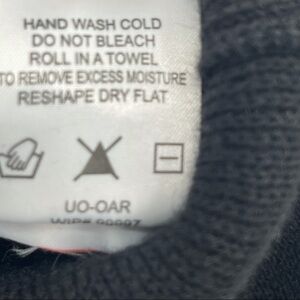 HAND WASH COLD
DO NOT BLEACH
ROLL IN A TOWEL
TO REMOVE EXCESS MOISTURE
RESHAPE DRY FLAT
UO-OAR